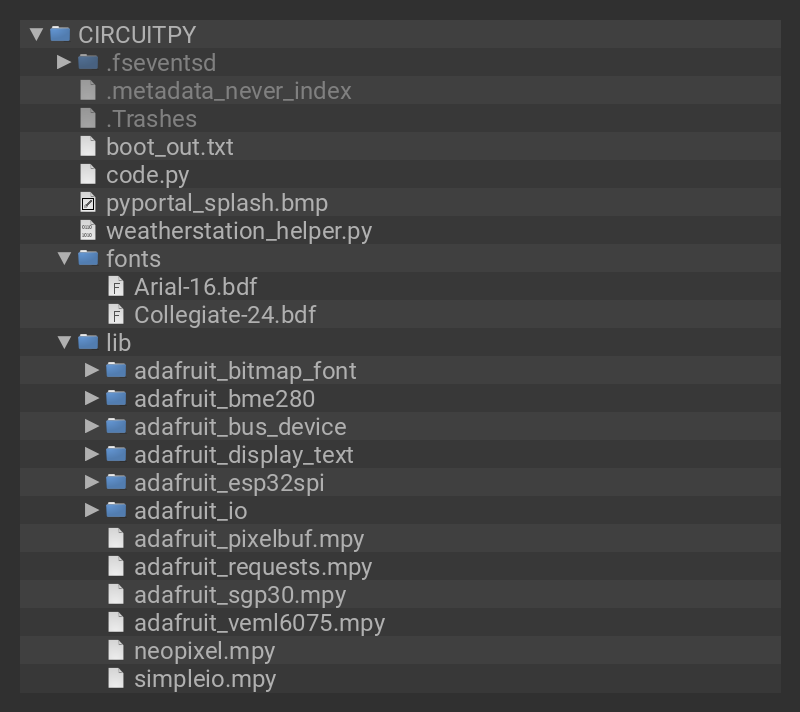 CIRCUITPY
.fseventsd
.metadata_never_index
.Trashes
boot_out.txt
code.py
pyportal_splash.bmp
weatherstation_helper.py
fonts
Arial-16.bdf
Collegiate-24.bdf
lib
adafruit_bitmap_font
adafruit_bme280
adafruit_bus_device
adafruit_display_text
adafruit_esp32spi
adafruit_io
adafruit_pixelbuf.mpy
adafruit_requests.mpy
adafruit_sgp30.mpy
adafruit_veml6075.mpy
neopixel.mpy
simpleio.mpy